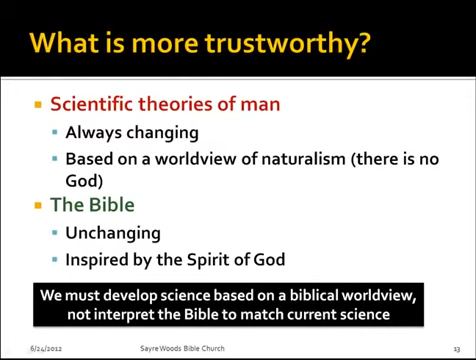 What is more trustworthy?
Scientific theories of man
Always changing
Based on a worldview of naturalism (there is no
God)
The Bible
Unchanging
Inspired by the Spirit of God
We must develop science based on a biblical worldview,
not interpret the Bible to match current science
6/24/2012 Sayre Woods Bible Church 13